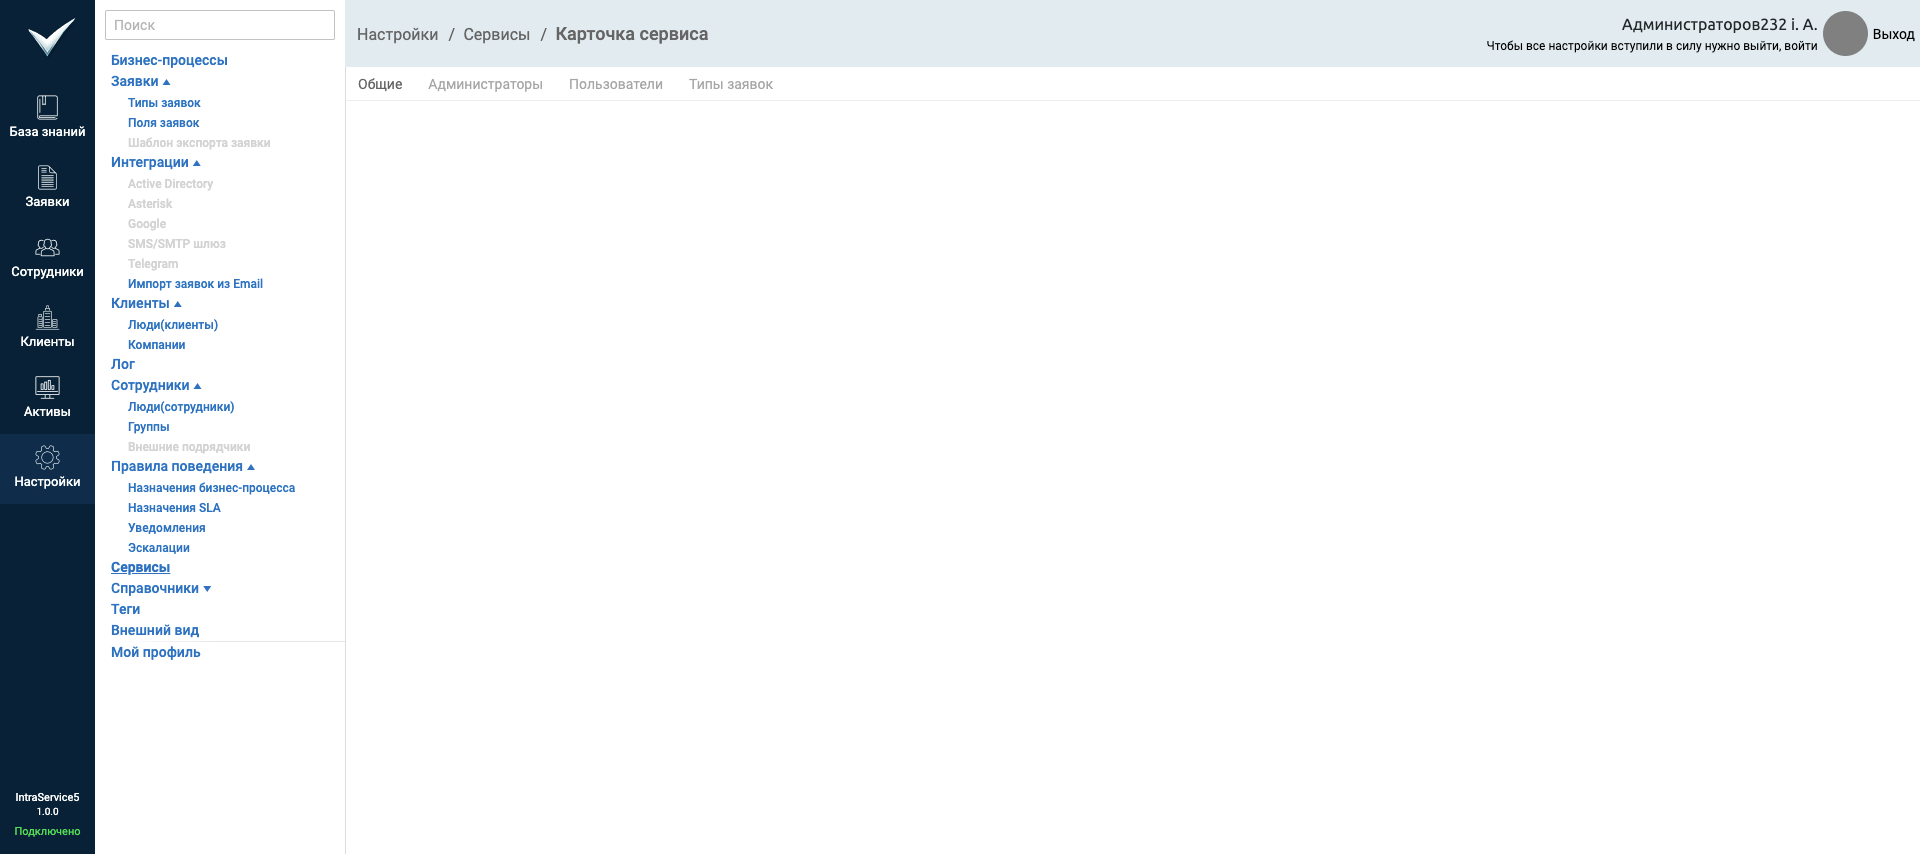 База знаний
Заявки
Сотрудники
Клиенты
Активы
Настройки
IntraService5
1.0.0
Подключено
Поиск
Бизнес-процессы
Заявки
Типы заявок
Поля заявок
Шаблон экспорта заявки
Интеграции
Active Directory
Asterisk
Google
SMS/SMTP шлюз
Telegram
Импорт заявок из Email
Клиенты
Люди(клиенты)
Компании
Лог
Сотрудники
Люди(сотрудники)
Группы
Внешние подрядчики
Правила поведения
Назначения бизнес-процесса
Назначения SLA
Уведомления
Эскалации
Сервисы
Справочники
Теги
Внешний вид
Мой профиль
Настройки / Сервисы / Карточка сервиса
Администраторов232 i. A.
Чтобы все настройки вступили в силу нужно выйти, войти
Выход
Общие Администраторы Пользователи Типы заявок